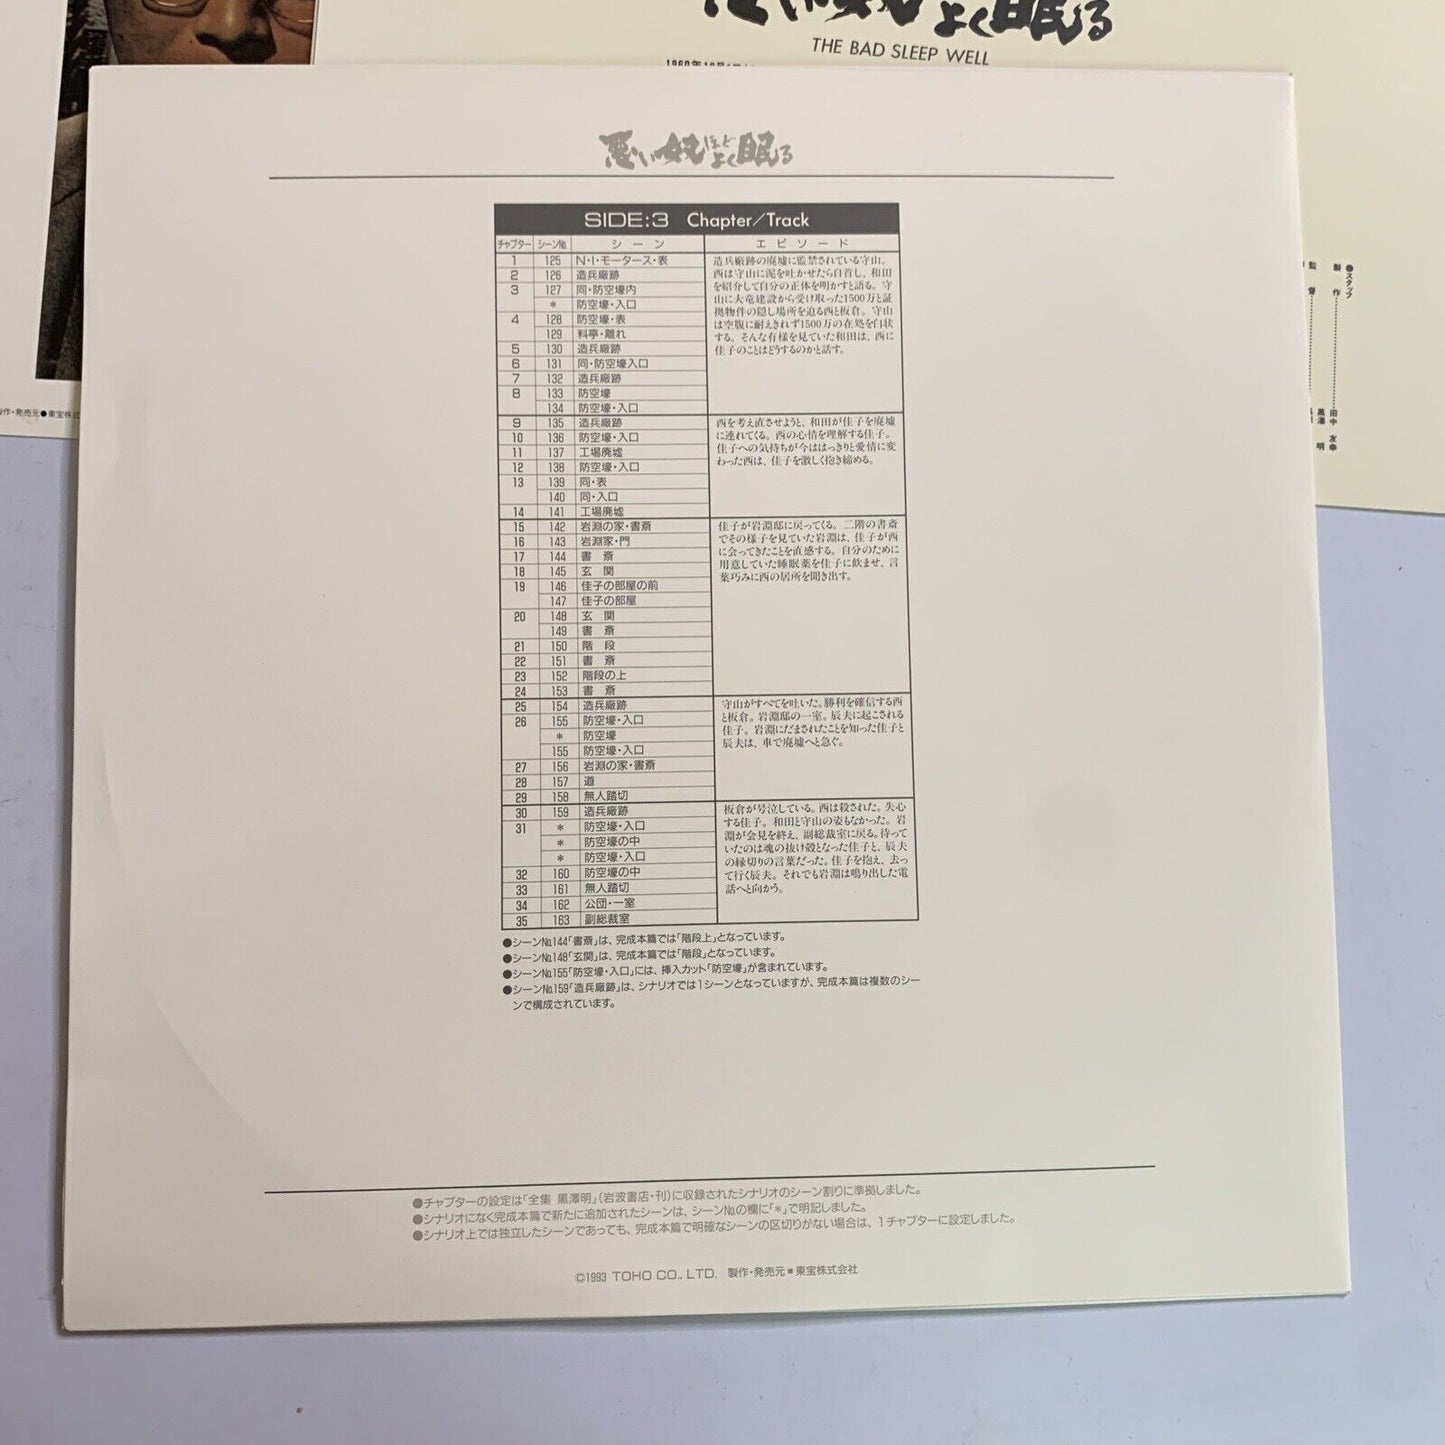 よく眠る
THE BAD SLEEP WELL
悪い奴ほどよく眠る
SIDE:3 Chapter/Track
チャプター シーン№ シーン エピソード
1 125 N・I・モータース・表
2 126 造兵廠跡
3 127 同・防空壕内
* 防空壕・入口
4 128 防空壕・表
129 料亭・離れ
5 130 造兵廠跡
6 131 同・防空壕入口
7 132 造兵廠跡
8 133 防空壕
134 防空壕・入口
造兵廠跡の廃墟に監禁されている守山。
西は守山に泥を吐かせたら自首し、和田
を紹介して自分の正体を明かすと語る。守
山に大竜建設から受け取った1500万と証
拠物件の隠し場所を迫る西と板倉。守山
は空腹に耐えきれず1500万の在処を白状
する。そんな有様を見ていた和田は、西に
佳子のことはどうするのかと話す。
9 135 造兵廠跡
10 136 防空壕・入口
11 137 工場廃墟
12 138 防空壕・入口
13 139 同・表
140 同・入口
14 141 工場廃墟
西を考え直させようと、和田が佳子を廃墟
に連れてくる。西の心情を理解する佳子。
佳子への気持ちが今ははっきりと愛情に変
わった西は、佳子を激しく抱き締める。
15 142 岩淵の家・書斎
16 143 岩淵家・門
17 144 書　斎
18 145 玄　関
19 146 佳子の部屋の前
147 佳子の部屋
20 148 玄　関
149 書　斎
21 150 階　段
22 151 書　斎
23 152 階段の上
24 153 書　斎
佳子が岩淵邸に戻ってくる。二階の書斎
でその様子を見ていた岩淵は、佳子が西
に会ってきたことを直感する。自分のために
用意していた睡眠薬を佳子に飲ませ、言
葉巧みに西の居所を聞き出す。
25 154 造兵廠跡
26 155 防空壕・入口
* 防空壕
155 防空壕・入口
27 156 岩淵の家・書斎
28 157 道
29 158 無人踏切
守山がすべてを吐いた。勝利を確信する西
と板倉。岩淵邸の一室。辰夫に起こされる
佳子。岩淵にだまされたことを知った佳子と
辰夫は、車で廃墟へと急ぐ。
30 159 造兵廠跡
31 * 防空壕・入口
* 防空壕の中
* 防空壕・入口
32 160 防空壕の中
33 161 無人踏切
34 162 公団・一室
35 163 副総裁室
板倉が号泣している。西は殺された。失心
する佳子。和田と守山の姿もなかった。岩
淵が会見を終え、副総裁室に戻る。待って
いたのは魂の抜け殻となった佳子と、辰夫
の縁切りの言葉だった。佳子を抱え、去っ
て行く辰夫。それでも岩淵は鳴り出した電
話へと向かう。
●シーン№144「書斎」は、完成本篇では「階段上」となっています。
●シーン№148「玄関」は、完成本篇では「階段」となっています。
●シーン№155「防空壕・入口」には、挿入カット「防空壕」が含まれています。
●シーン№159「造兵廠跡」は、シナリオでは1シーンとなっていますが、完成本篇は複数のシー
ンで構成されています。
●チャプターの設定は「全集 黒澤明」(岩波書店・刊)に収録されたシナリオのシーン割りに準拠しました。
●シナリオになく完成本篇で新たに追加されたシーンは、シーン№の欄に「*」で明記しました。
●シナリオ上では独立したシーンであっても、完成本篇で明確なシーンの区切りがない場合は、1チャプターに設定しました。
©1993 TOHO CO., LTD. 製作・発売元■東宝株式会社
作・発売元●東宝株式
●スタッフ
製作 田中友幸
監督 黒澤明